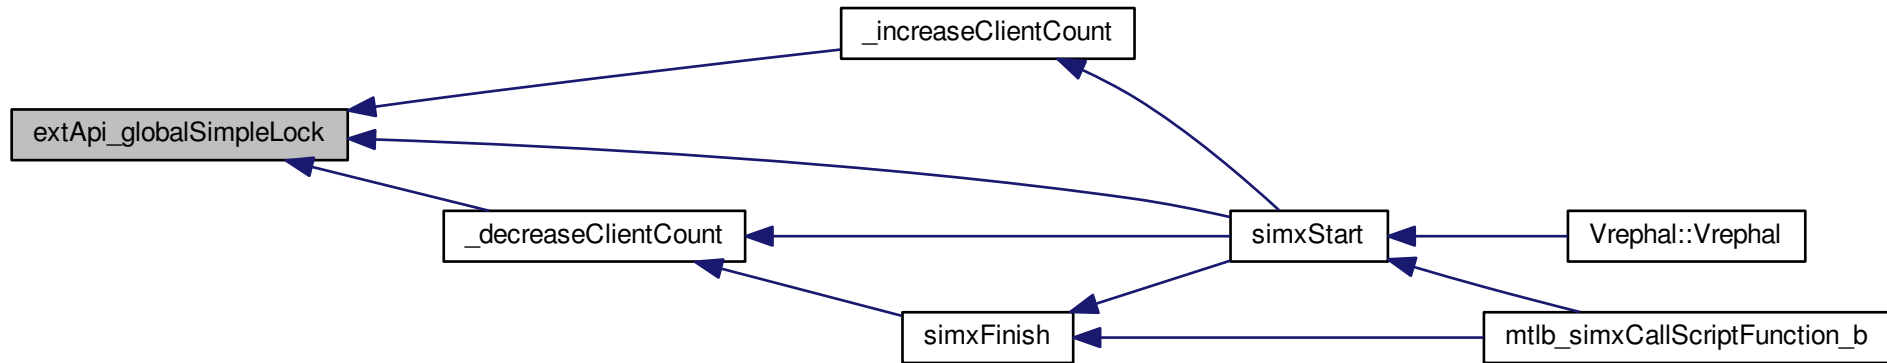 _increaseClientCount
extApi_globalSimpleLock
_decreaseClientCount
simxStart
Vrephal::Vrephal
simxFinish
mtlb_simxCallScriptFunction_b